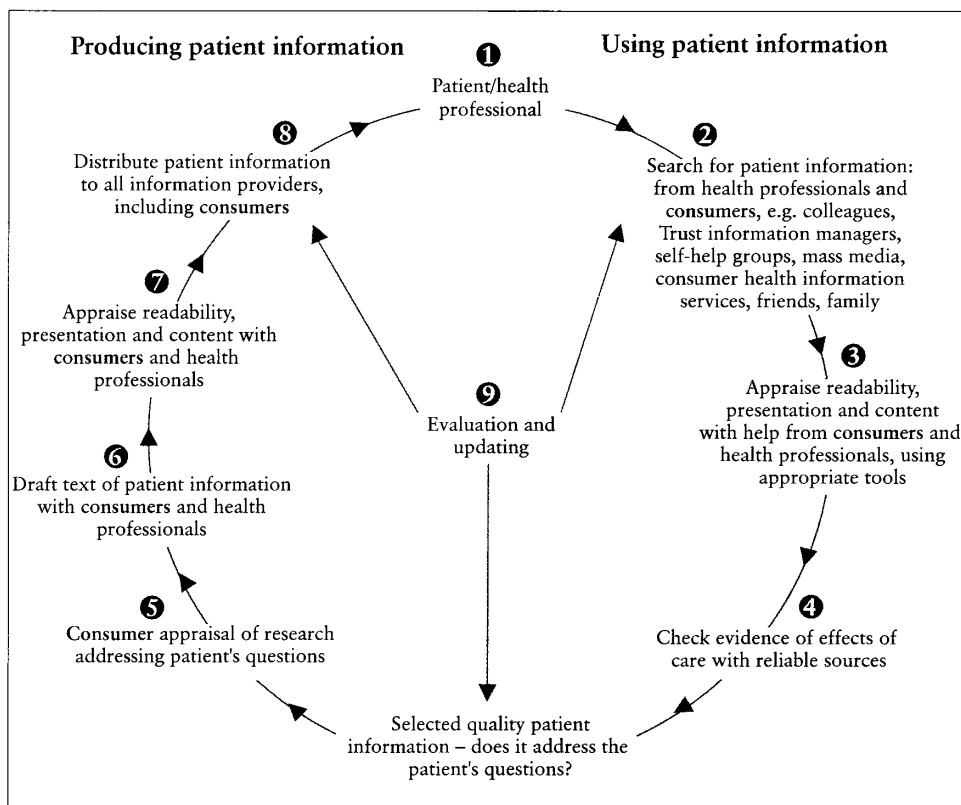 Producing patient information
Using patient information
1
Patient/health
professional
2
Search for patient information:
from health professionals and
consumers, e.g. colleagues,
Trust information managers,
self-help groups, mass media,
consumer health information
services, friends, family
3
Appraise readability,
presentation and content
with help from consumers and
health professionals, using
appropriate tools
4
Check evidence of effects of
care with reliable sources
Selected quality patient
information – does it address the
patient's questions?
5
Consumer appraisal of research
addressing patient's questions
6
Draft text of patient information
with consumers and health
professionals
7
Appraise readability,
presentation and content with
consumers and health
professionals
8
Distribute patient information
to all information providers,
including consumers
9
Evaluation and
updating